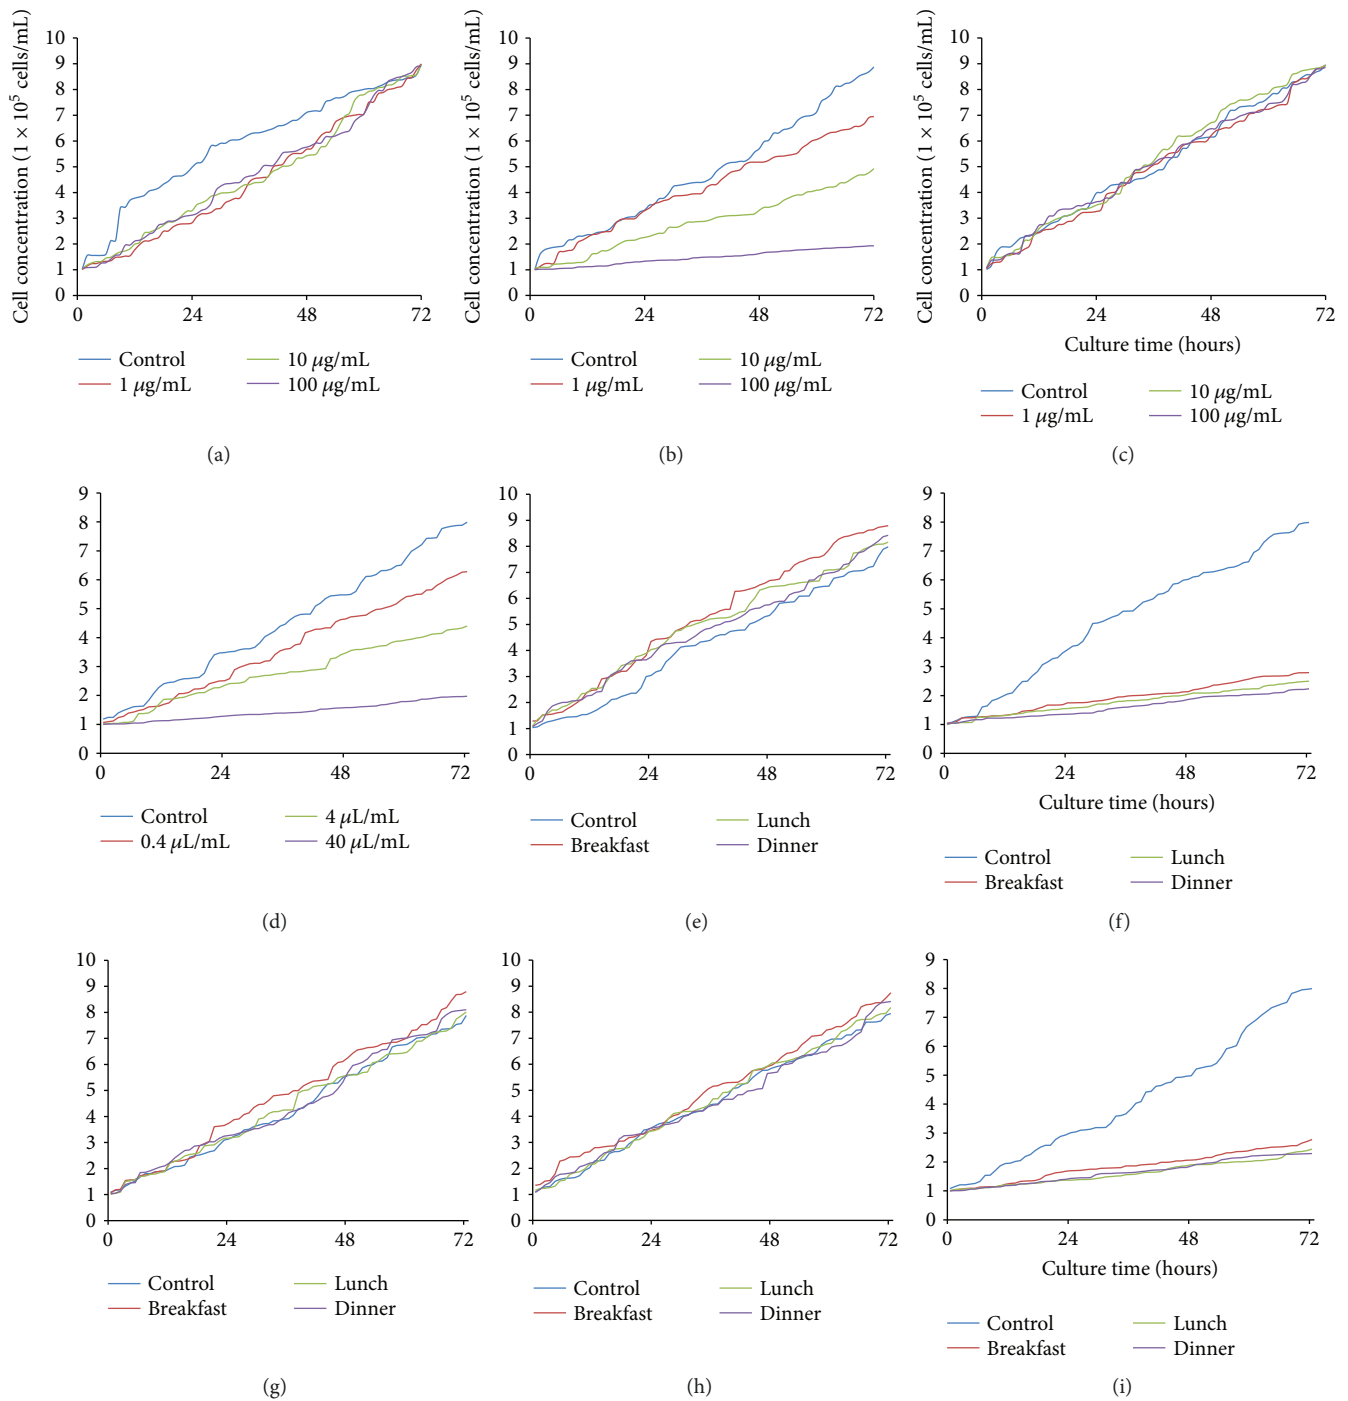 Cell concentration (1 × 10⁵ cells/mL)
10
9
8
7
6
5
4
3
2
1
0
0 24 48 72
Control 10 µg/mL
1 µg/mL 100 µg/mL
(a)
Cell concentration (1 × 10⁵ cells/mL)
10
9
8
7
6
5
4
3
2
1
0
0 24 48 72
Control 10 µg/mL
1 µg/mL 100 µg/mL
(b)
Cell concentration (1 × 10⁵ cells/mL)
10
9
8
7
6
5
4
3
2
1
0
0 24 48 72
Culture time (hours)
Control 10 µg/mL
1 µg/mL 100 µg/mL
(c)
9
8
7
6
5
4
3
2
1
0
0 24 48 72
Control 4 µL/mL
0.4 µL/mL 40 µL/mL
(d)
10
9
8
7
6
5
4
3
2
1
0
0 24 48 72
Control Lunch
Breakfast Dinner
(e)
9
8
7
6
5
4
3
2
1
0
0 24 48 72
Culture time (hours)
Control Lunch
Breakfast Dinner
(f)
10
9
8
7
6
5
4
3
2
1
0
0 24 48 72
Control Lunch
Breakfast Dinner
(g)
10
9
8
7
6
5
4
3
2
1
0
0 24 48 72
Control Lunch
Breakfast Dinner
(h)
9
8
7
6
5
4
3
2
1
0
0 24 48 72
Culture time (hours)
Control Lunch
Breakfast Dinner
(i)